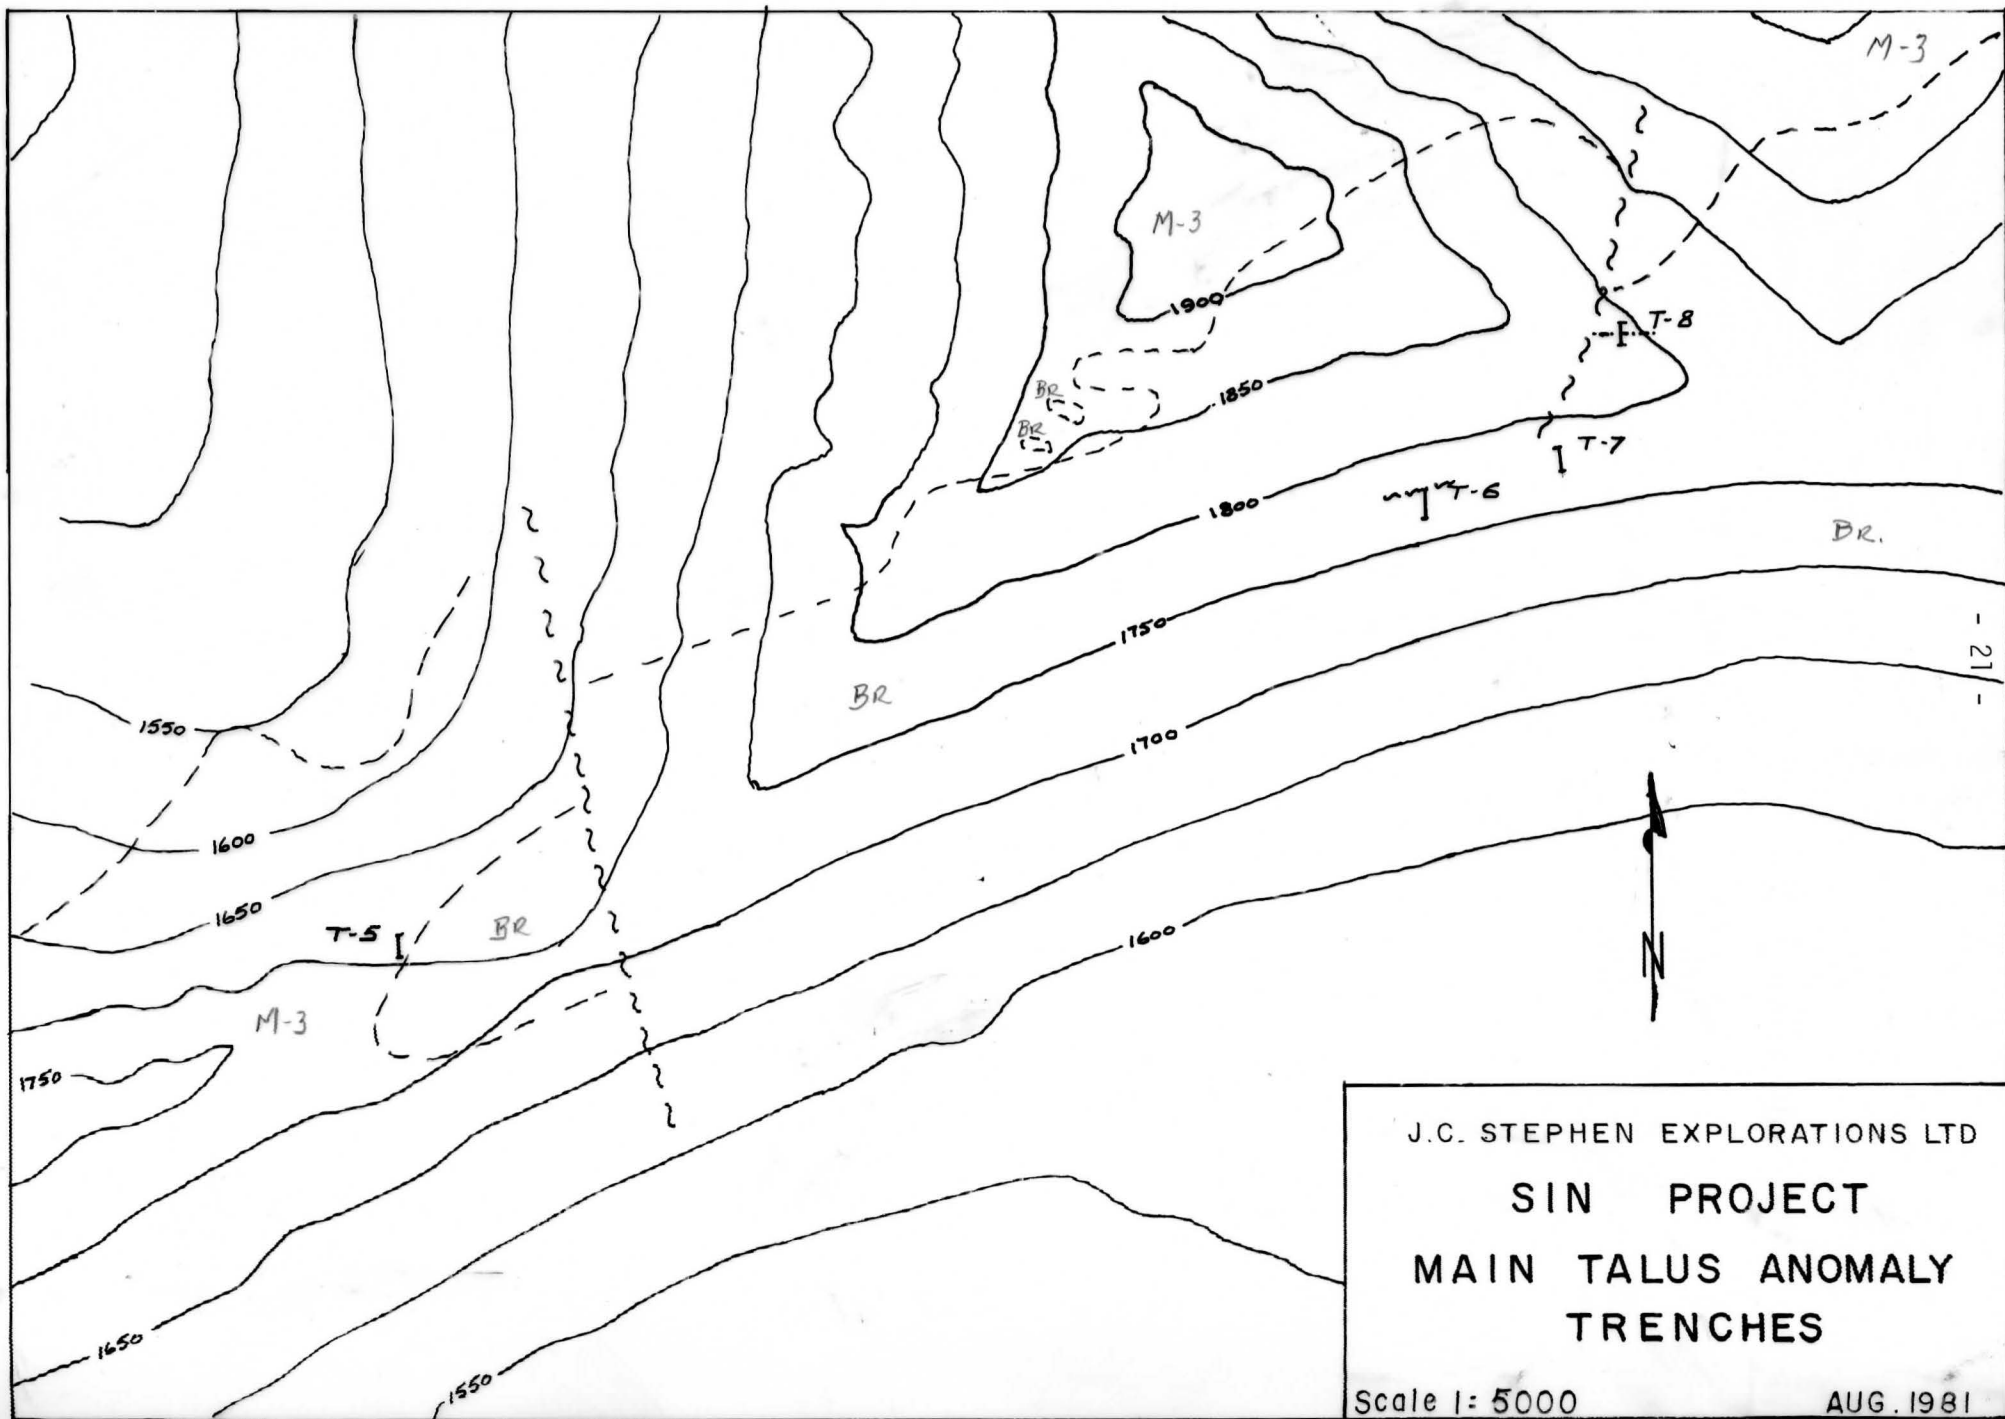 M-3
M-3
1900
T-8
BR
1850
BR
T-7
1800
T-6
BR.
1750
- 21 -
BR
1550
1700
1600
1650
T-5
BR
1600
N
M-3
1750
J.C. STEPHEN EXPLORATIONS LTD
SIN PROJECT
MAIN TALUS ANOMALY
TRENCHES
1650
1550
Scale 1: 5000
AUG. 1981